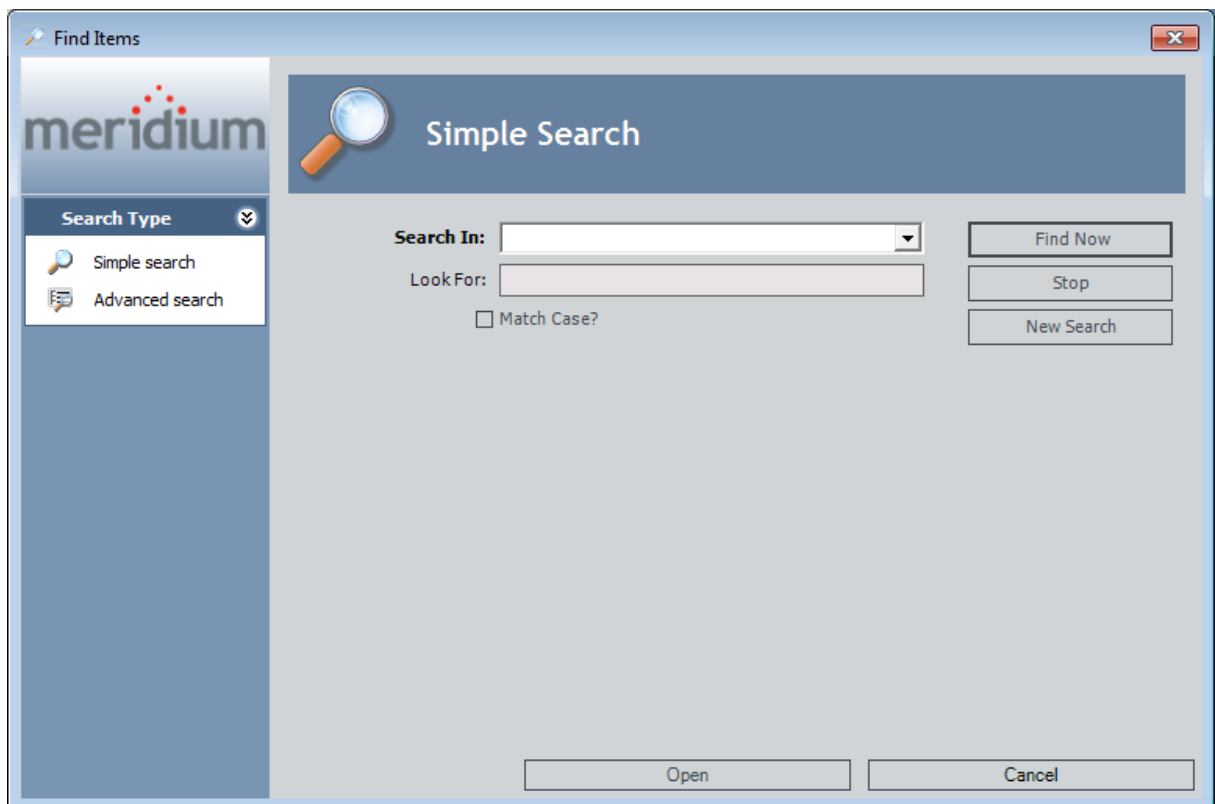 Find Items
meridium
Simple Search
Search Type
Simple search
Advanced search
Search In:
Find Now
Look For:
Stop
Match Case?
New Search
Open
Cancel